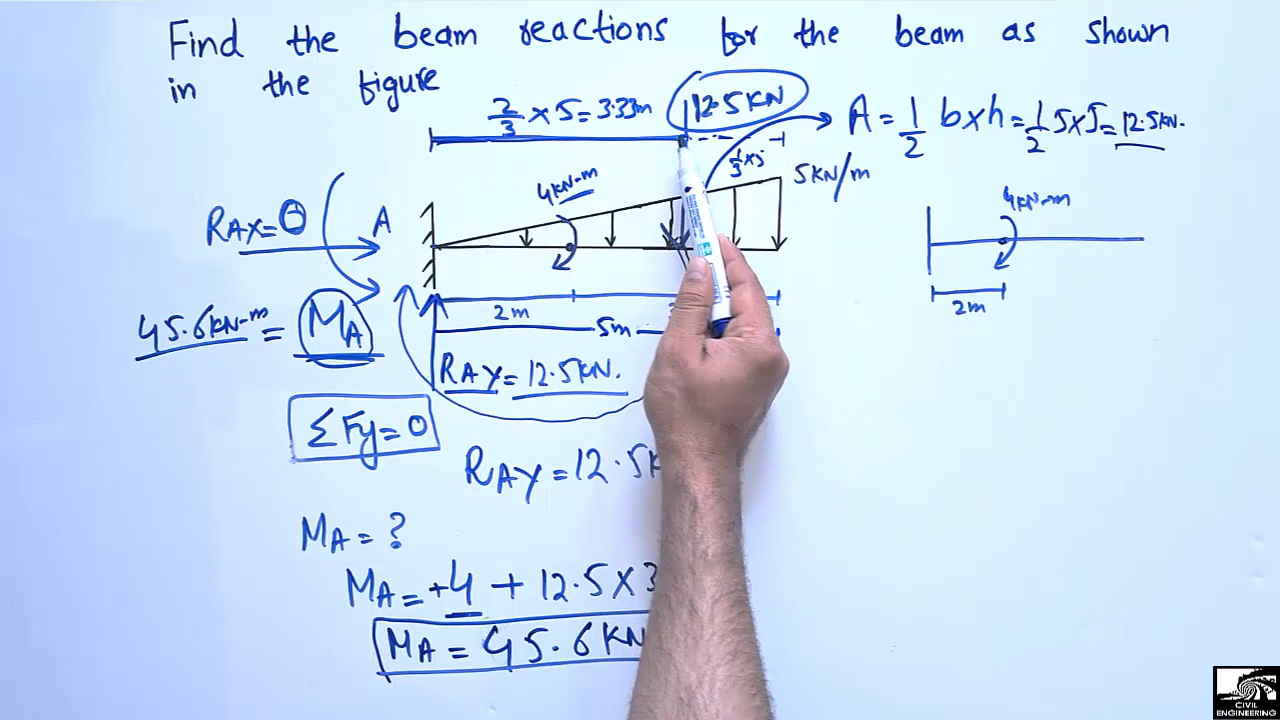 Find the beam reactions for the beam as shown
in the figure
2/3 × 5 = 3.33m
12.5KN
A = 1/2 b×h = 1/2 5×5 = 12.5KN.
1/3 ×5
5KN/m
4KN-m
RAX = 0
A
45.6KN-m = MA
2m
5m
RAY = 12.5KN.
4KN-m
2m
ΣFy = 0
RAY = 12.5K
MA = ?
MA = +4 + 12.5×3
MA = 45.6KN
CIVIL
ENGINEERING